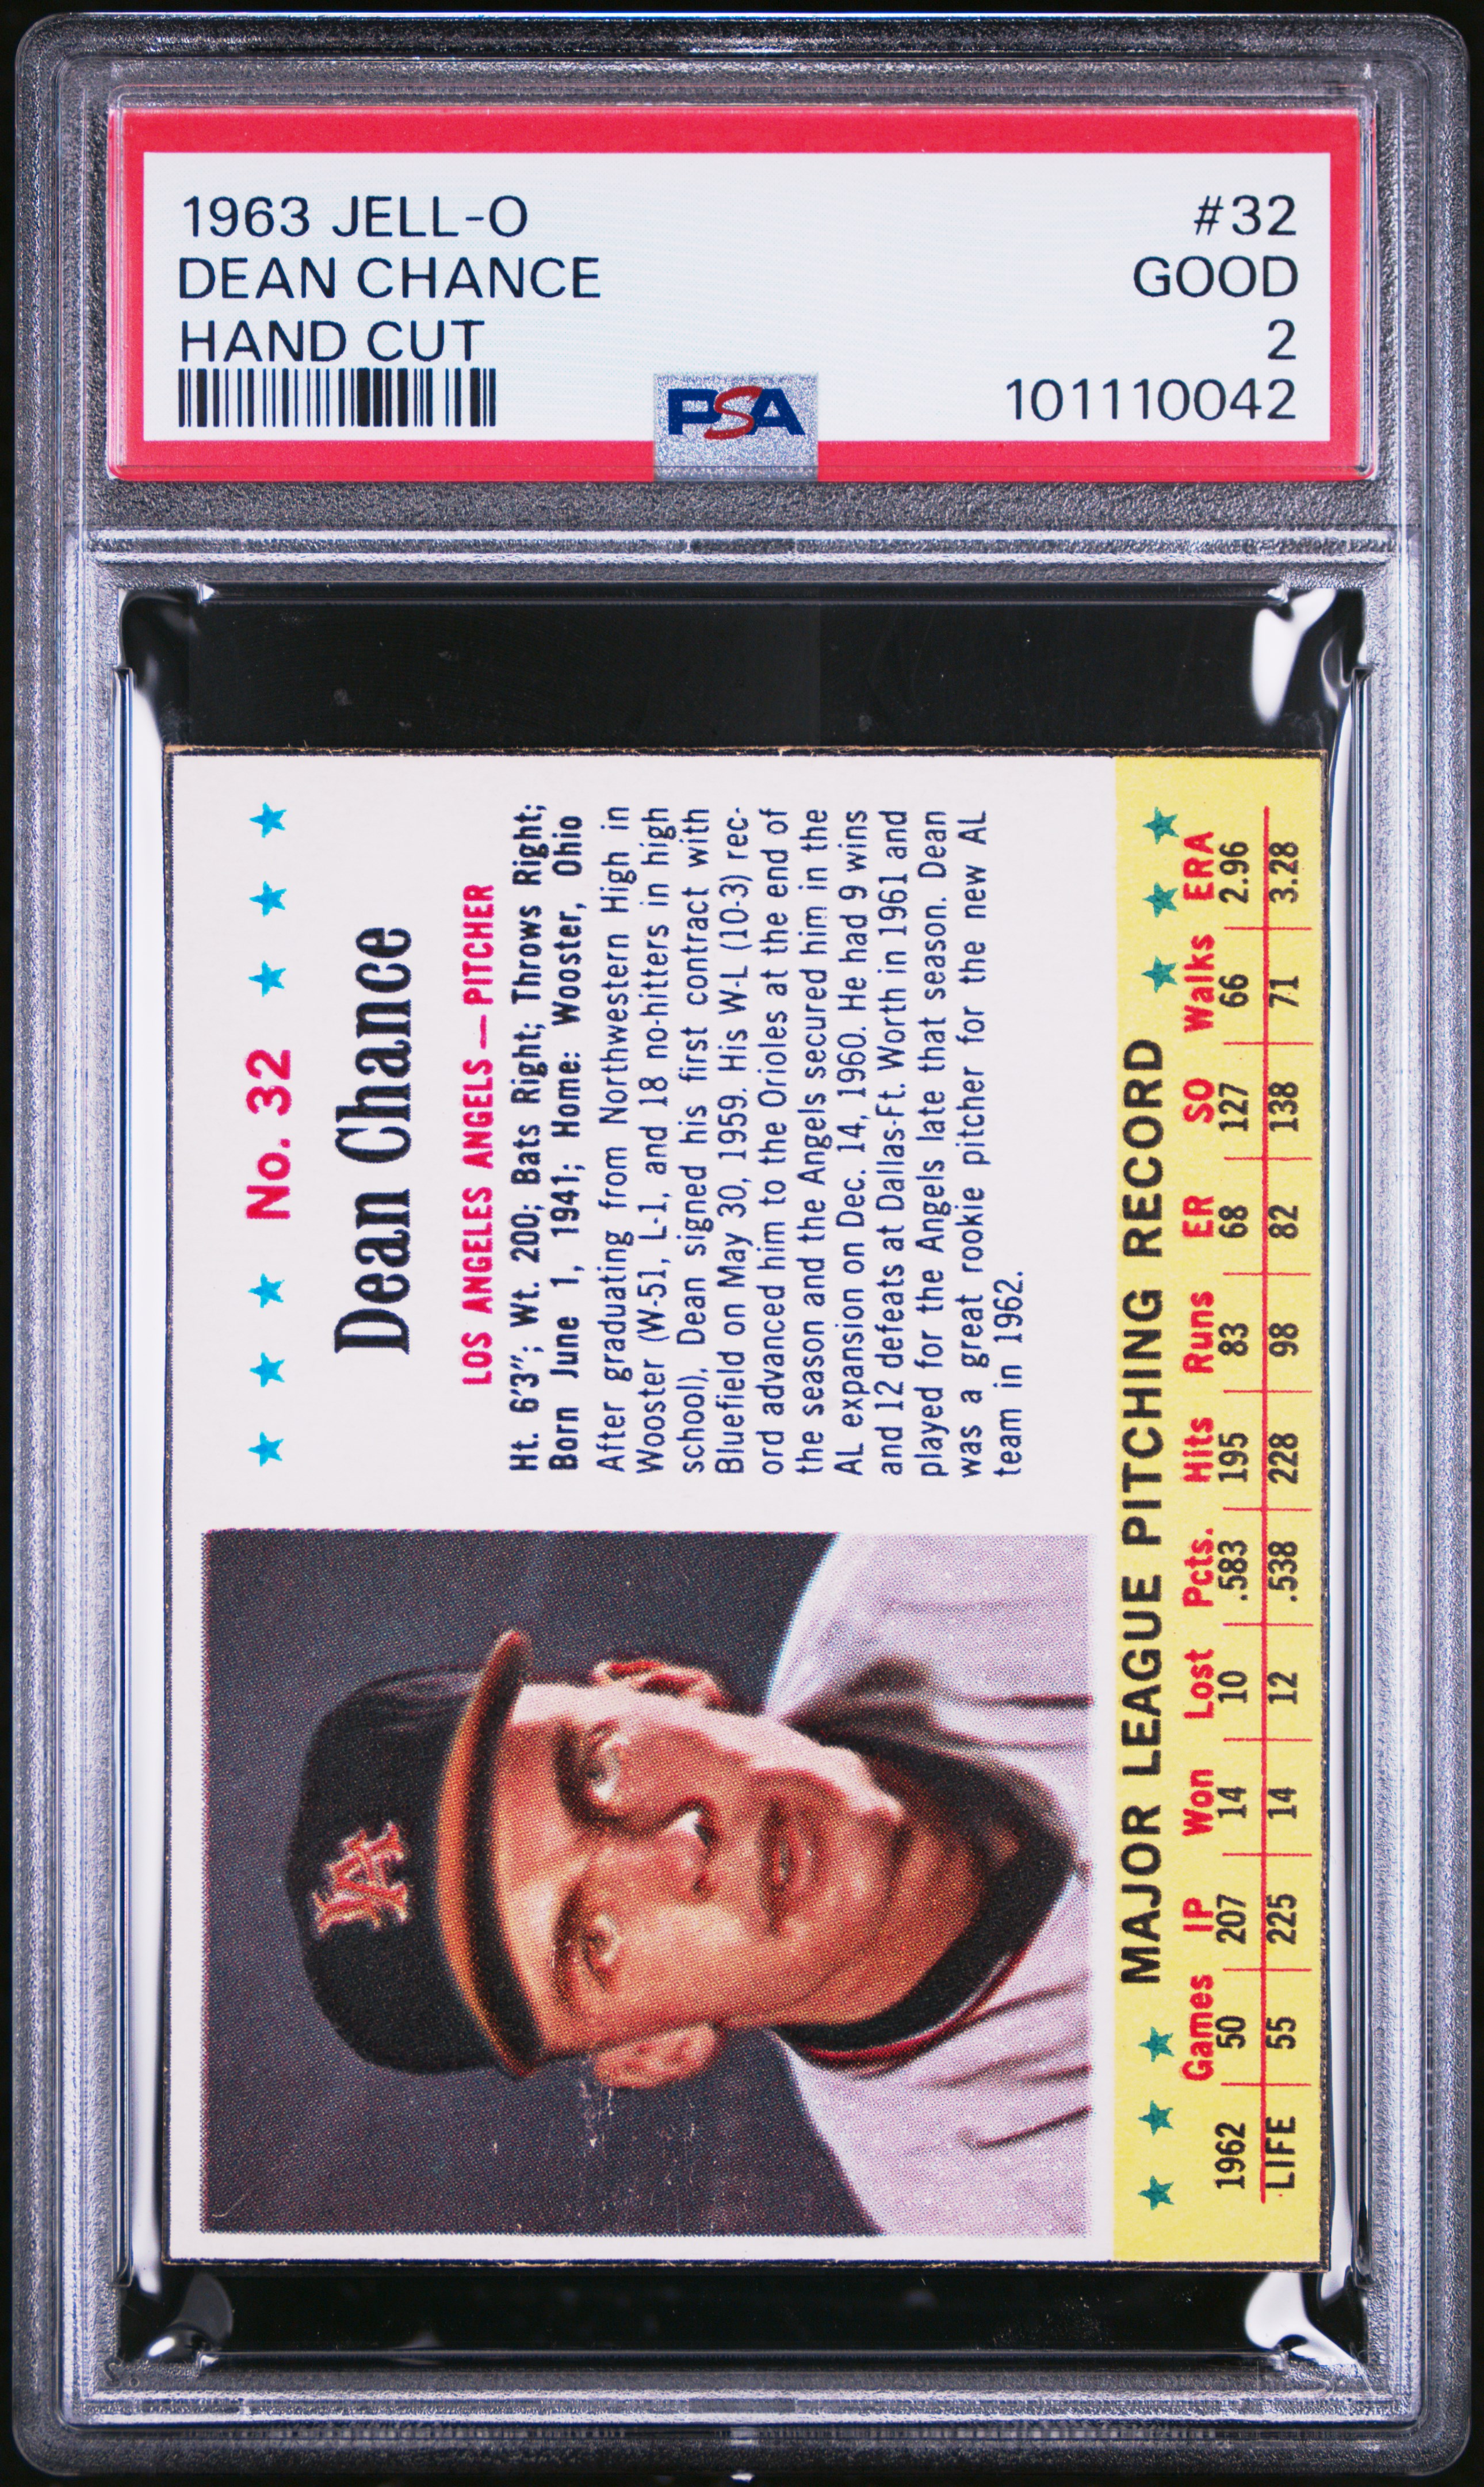 1963 JELL-O #32
DEAN CHANCE GOOD
HAND CUT 2
PSA 101110042
No. 32
Dean Chance
LOS ANGELES ANGELS — PITCHER
Ht. 6'3"; Wt. 200; Bats Right; Throws Right;
Born June 1, 1941; Home: Wooster, Ohio
After graduating from Northwestern High in
Wooster (W-51, L-1, and 18 no-hitters in high
school), Dean signed his first contract with
Bluefield on May 30, 1959. His W-L (10-3) rec-
ord advanced him to the Orioles at the end of
the season and the Angels secured him in the
AL expansion on Dec. 14, 1960. He had 9 wins
and 12 defeats at Dallas-Ft. Worth in 1961 and
played for the Angels late that season. Dean
was a great rookie pitcher for the new AL
team in 1962.
LA
MAJOR LEAGUE PITCHING RECORD
Games IP Won Lost Pcts. Hits Runs ER SO Walks ERA
1962 50 207 14 10 .583 195 83 68 127 66 2.96
LIFE 55 225 14 12 .538 228 98 82 138 71 3.28